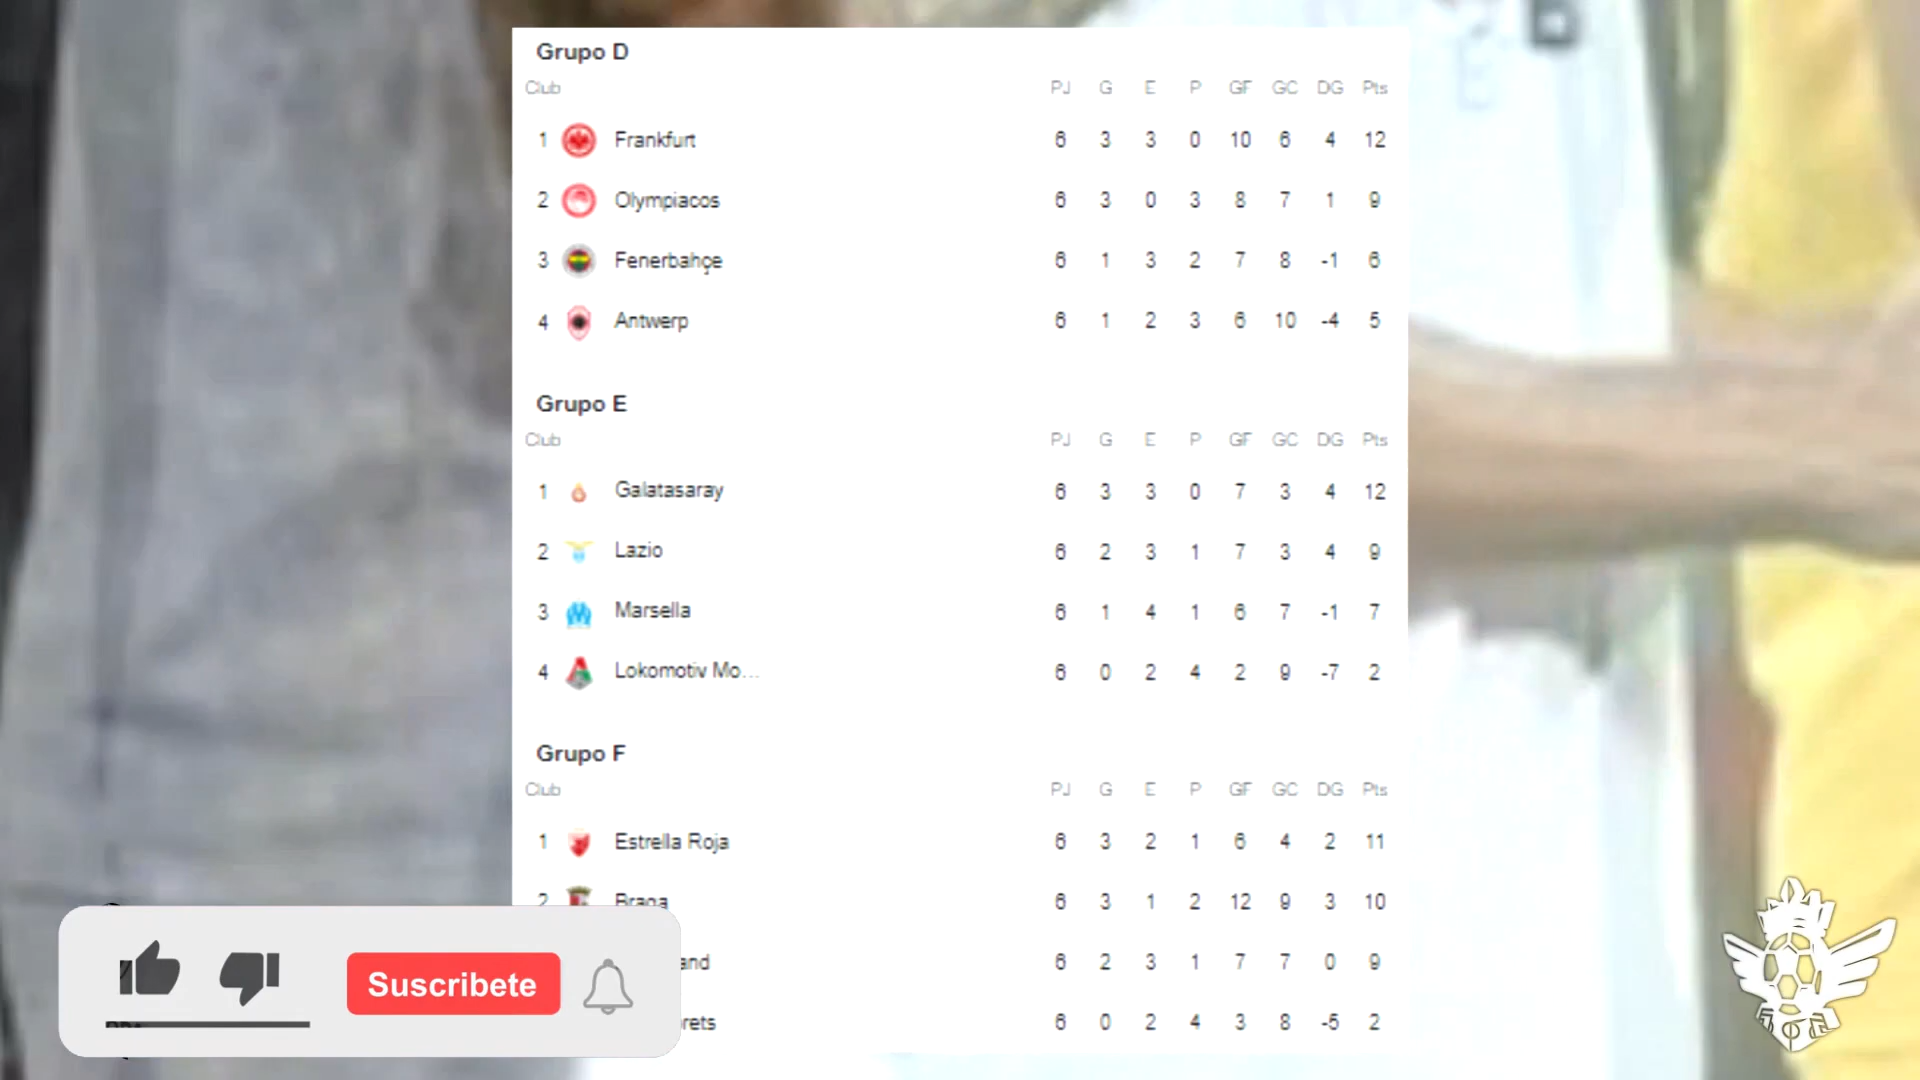 Grupo D
Club PJ G E P GF GC DG Pts
1 Frankfurt 6 3 3 0 10 6 4 12
2 Olympiacos 6 3 0 3 8 7 1 9
3 Fenerbahçe 6 1 3 2 7 8 -1 6
4 Antwerp 6 1 2 3 6 10 -4 5
Grupo E
Club PJ G E P GF GC DG Pts
1 Galatasaray 6 3 3 0 7 3 4 12
2 Lazio 6 2 3 1 7 3 4 9
3 Marsella 6 1 4 1 6 7 -1 7
4 Lokomotiv Mo... 6 0 2 4 2 9 -7 2
Grupo F
Club PJ G E P GF GC DG Pts
1 Estrella Roja 6 3 2 1 6 4 2 11
2 Braga 6 3 1 2 12 9 3 10
and 6 2 3 1 7 7 0 9
rets 6 0 2 4 3 8 -5 2
Suscribete